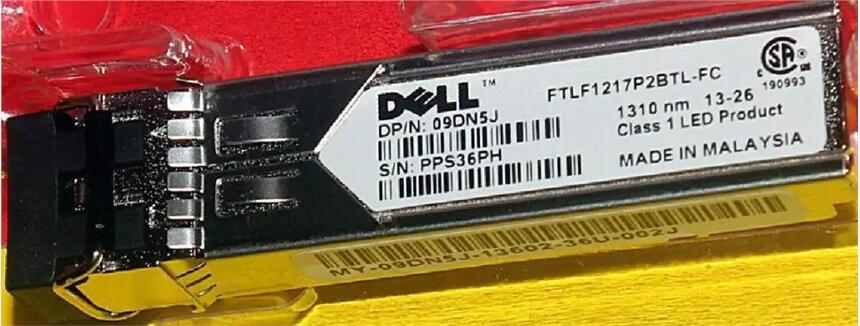 DELL™
FTLF1217P2BTL-FC
SA
190993
DP/N: 09DN5J
1310 nm 13-26
Class 1 LED Product
S/N: PPS36PH
MADE IN MALAYSIA
MY-09DN5J-13602-36U-002J